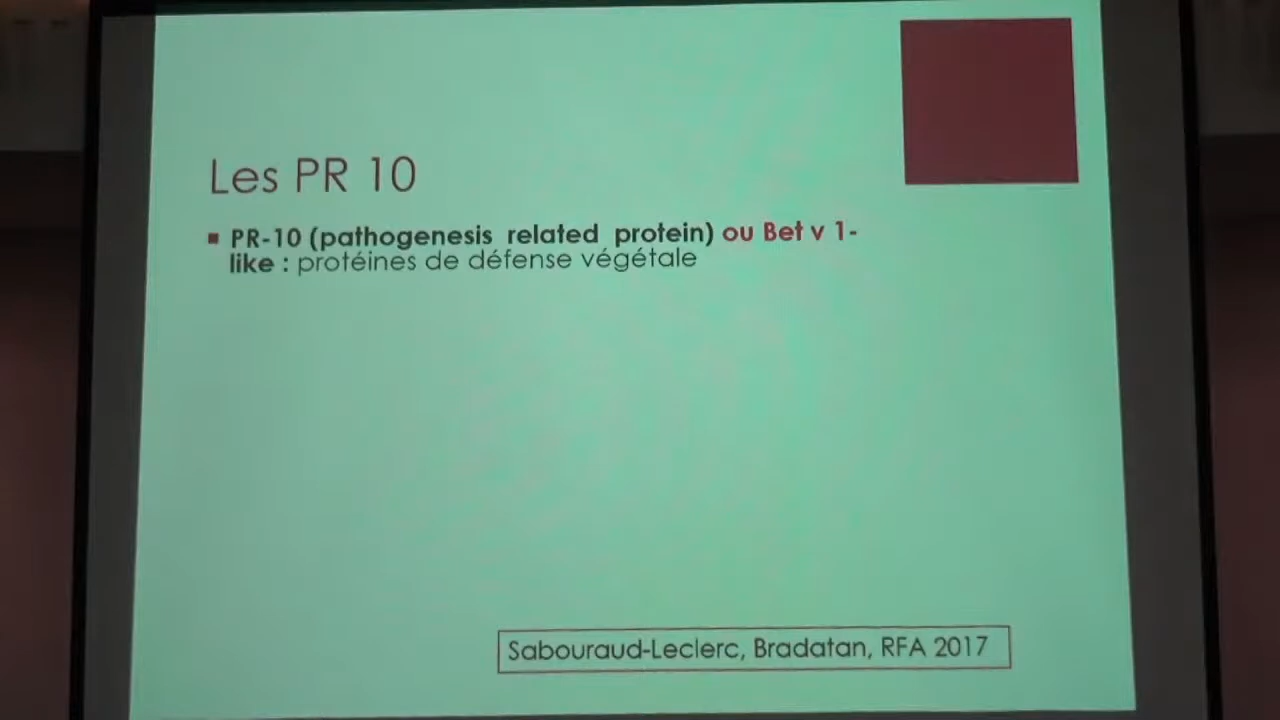 Les PR 10
▪ PR-10 (pathogenesis related protein) ou Bet v 1-
like : protéines de défense végétale
Sabouraud-Leclerc, Bradatan, RFA 2017